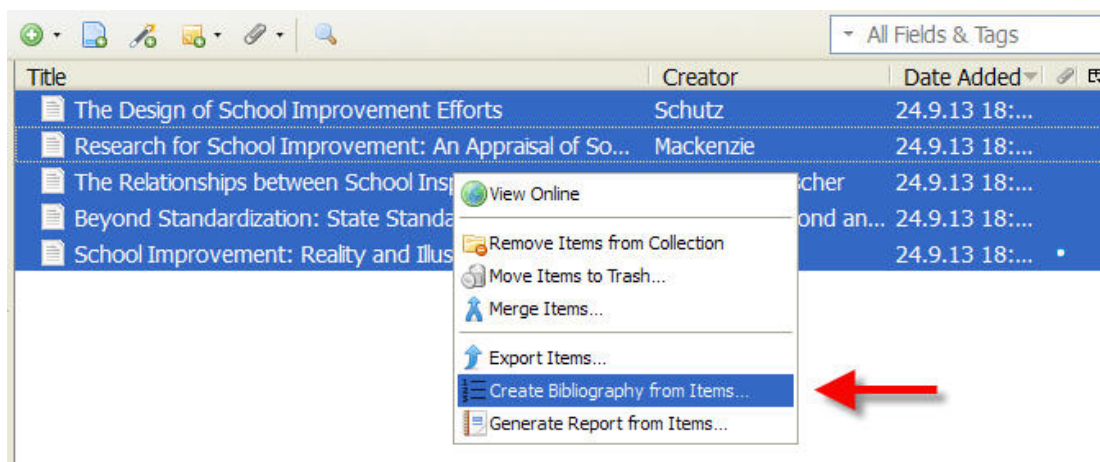 All Fields & Tags
Title Creator Date Added
The Design of School Improvement Efforts Schutz 24.9.13 18:...
Research for School Improvement: An Appraisal of So... Mackenzie 24.9.13 18:...
The Relationships between School Insp cher 24.9.13 18:...
Beyond Standardization: State Standa ond an... 24.9.13 18:...
School Improvement: Reality and Illus 24.9.13 18:...
View Online
Remove Items from Collection
Move Items to Trash...
Merge Items...
Export Items...
Create Bibliography from Items...
Generate Report from Items...